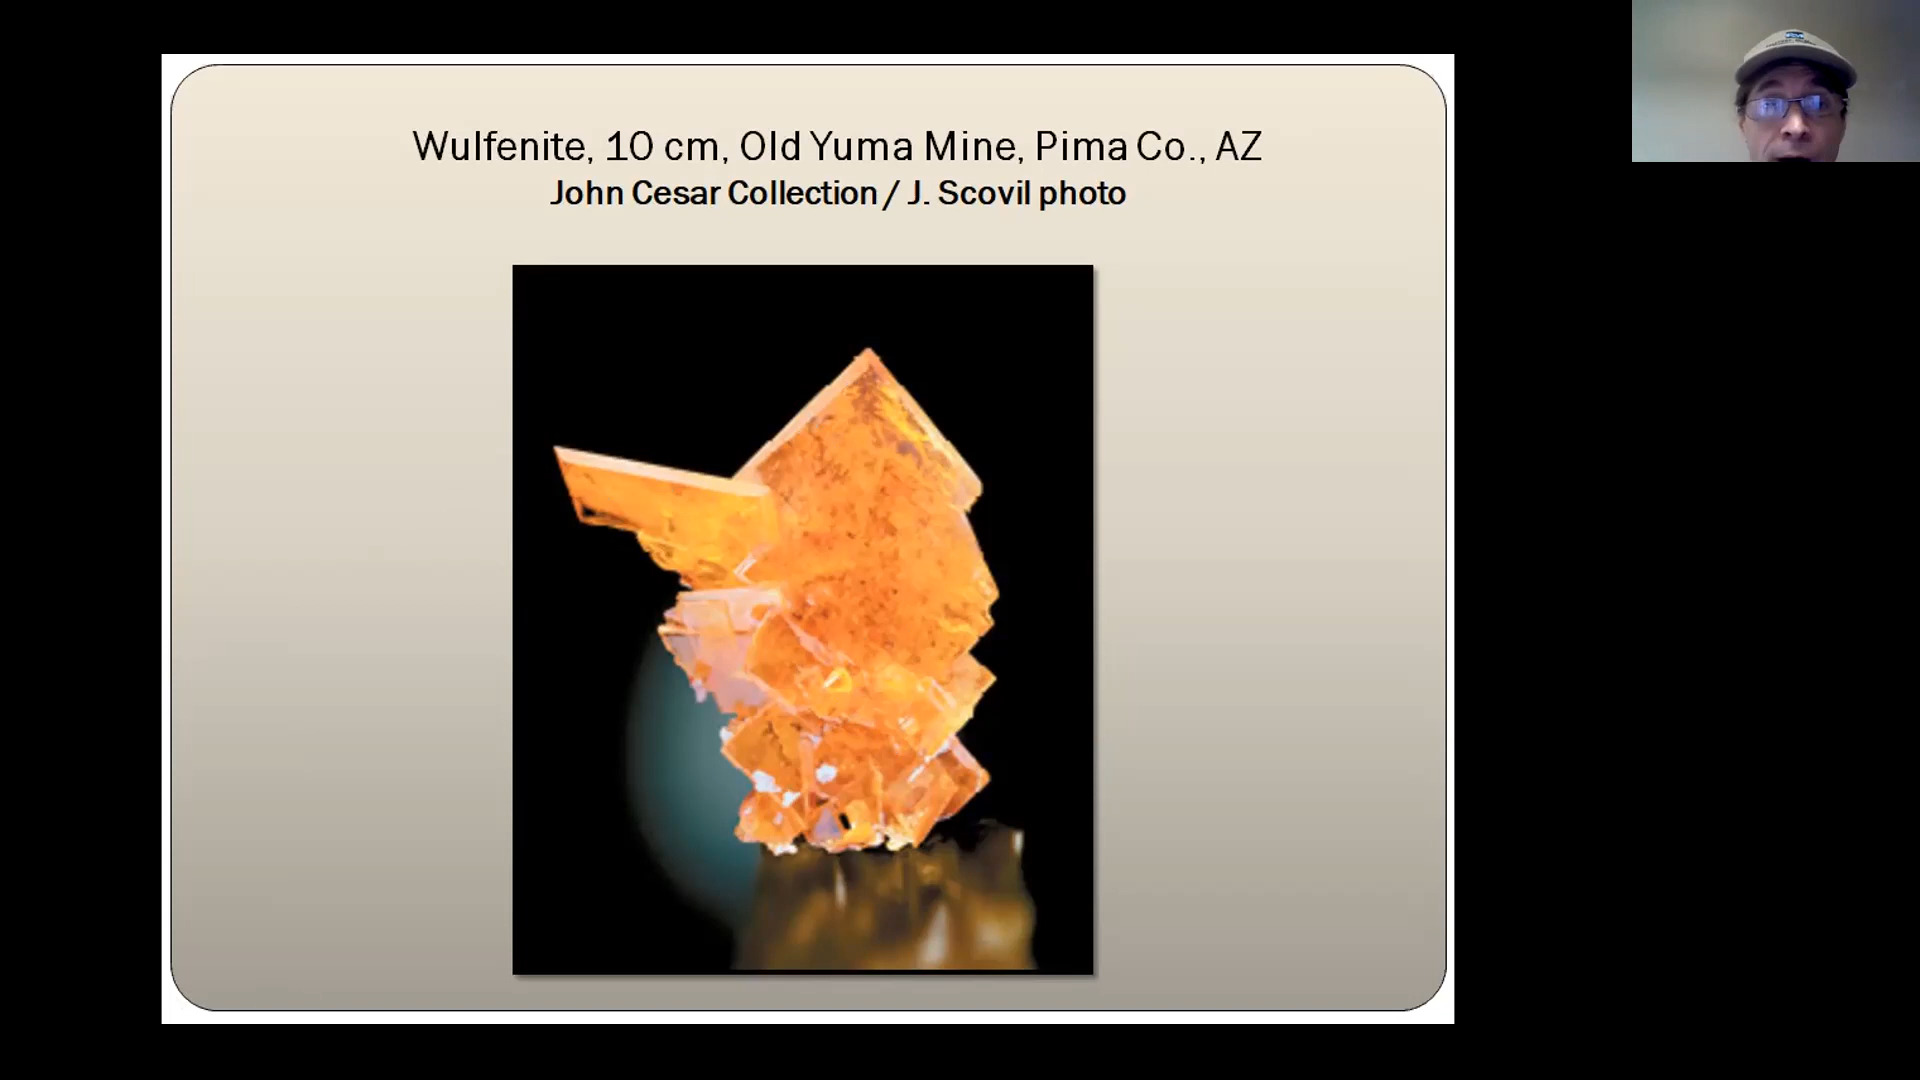 Wulfenite, 10 cm, Old Yuma Mine, Pima Co., AZ
John Cesar Collection / J. Scovil photo